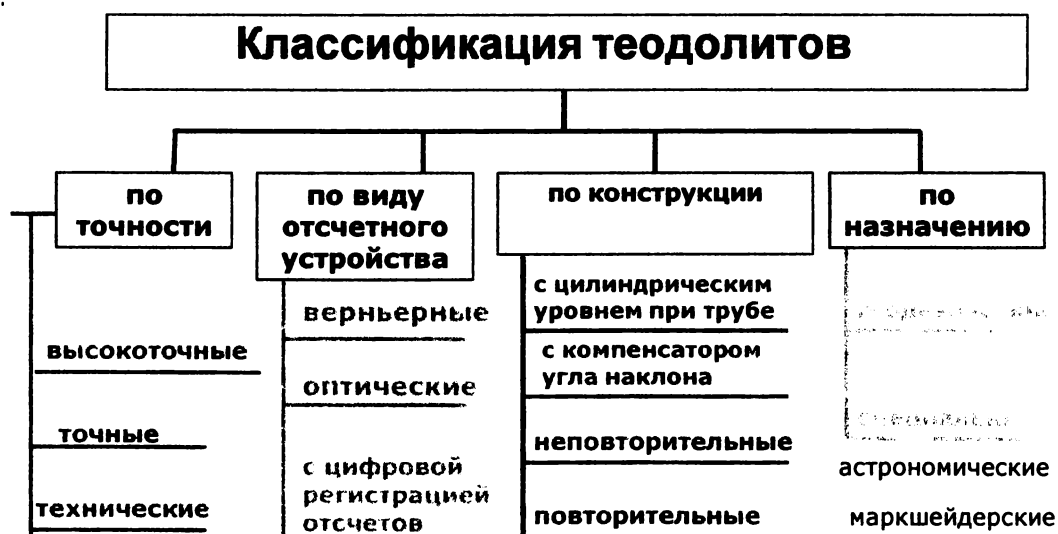 Классификация теодолитов
по
точности
высокоточные
точные
технические
по виду
отсчетного
устройства
верньерные
оптические
с цифровой
регистрацией
отсчетов
по конструкции
с цилиндрическим
уровнем при трубе
с компенсатором
угла наклона
неповторительные
повторительные
по
назначению
астрономические
маркшейдерские